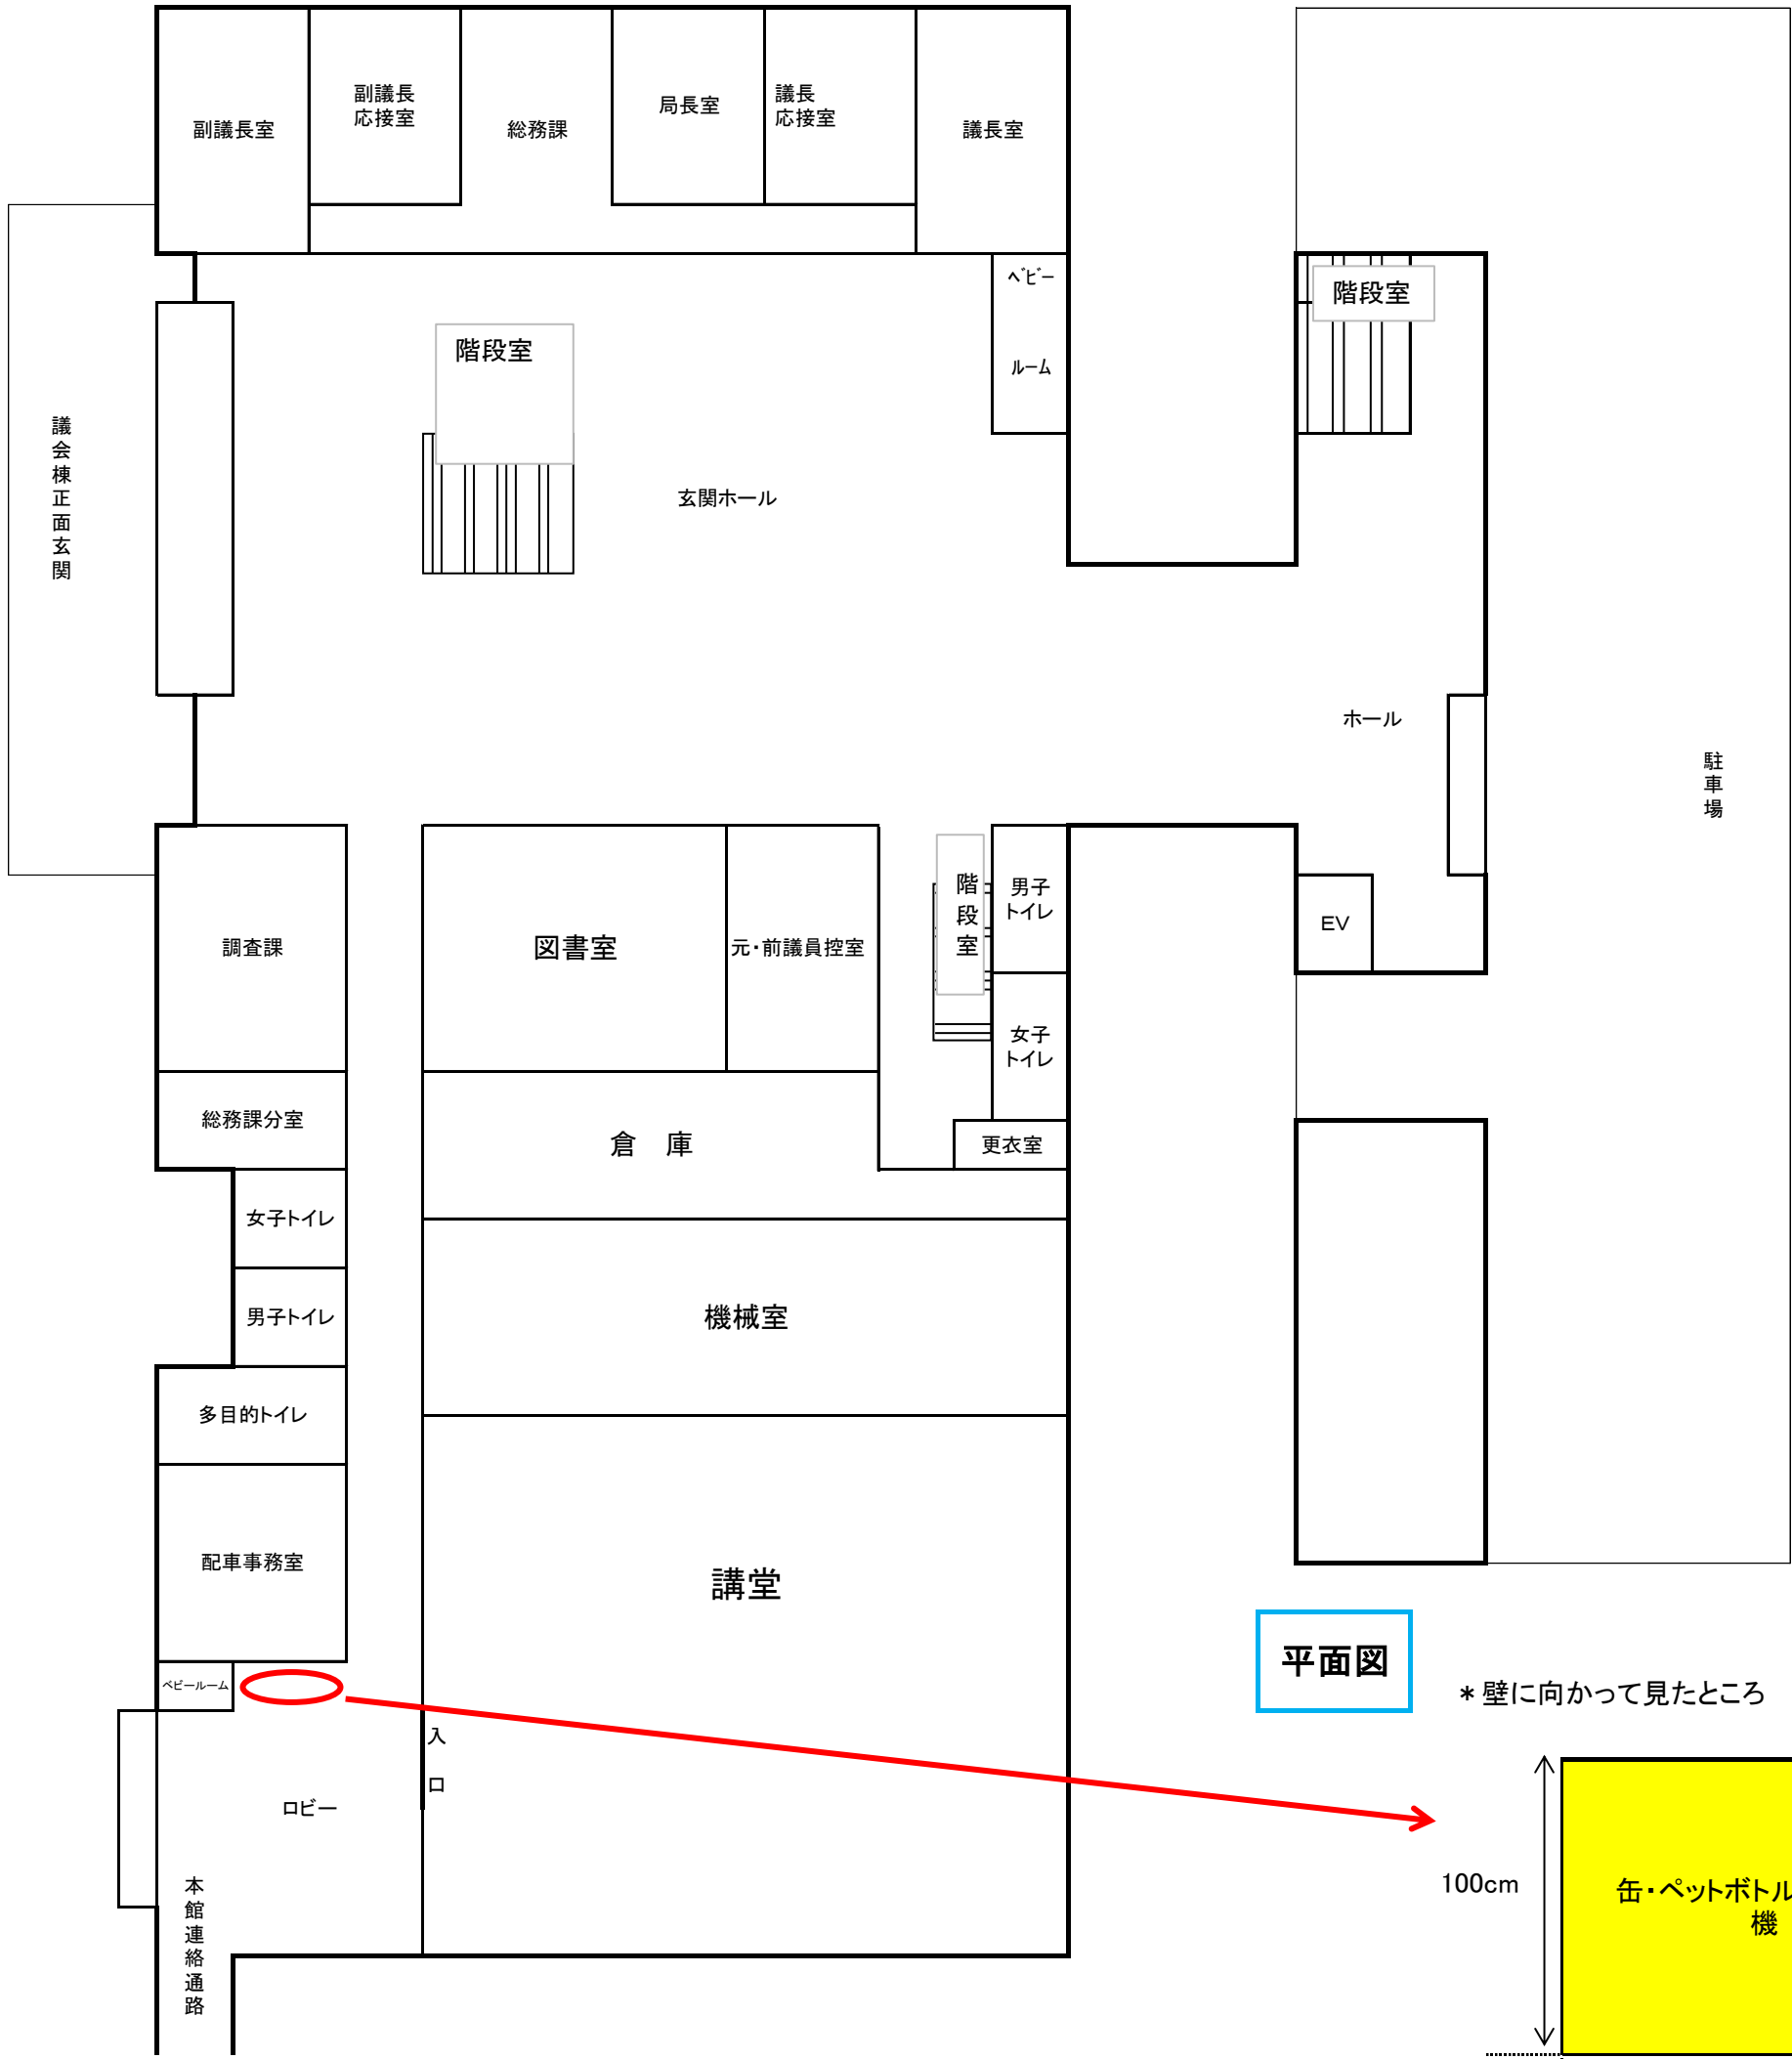 副議長室
副議長
応接室
総務課
局長室
議長
応接室
議長室
ベビー
ルーム
階段室
階段室
議会棟正面玄関
玄関ホール
ホール
駐車場
調査課
図書室
元・前議員控室
階段室
男子
トイレ
EV
女子
トイレ
総務課分室
倉　庫
更衣室
女子トイレ
男子トイレ
機械室
多目的トイレ
配車事務室
講堂
平面図
ベビールーム
＊壁に向かって見たところ
入口
ロビー
本館連絡通路
100cm
缶・ペットボトル
機